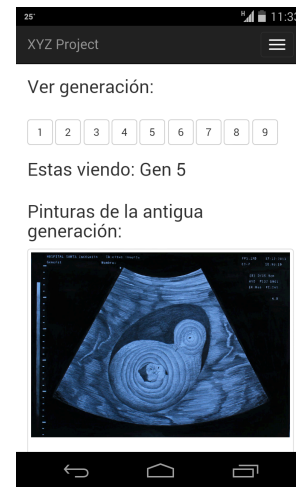 25°
H 11:33
XYZ Project
Ver generación:
1 2 3 4 5 6 7 8 9
Estas viendo: Gen 5
Pinturas de la antigua
generación: